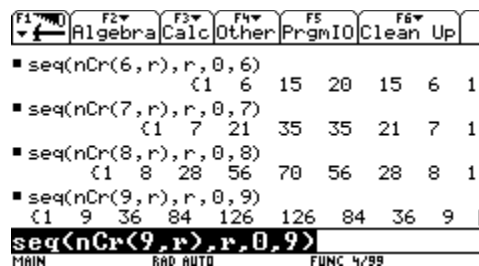 F1 F2 F3 F4 F5 F6
Algebra Calc Other PrgmIO Clean Up
seq(nCr(6,r),r,0,6)
{1 6 15 20 15 6 1
seq(nCr(7,r),r,0,7)
{1 7 21 35 35 21 7 1
seq(nCr(8,r),r,0,8)
{1 8 28 56 70 56 28 8 1
seq(nCr(9,r),r,0,9)
{1 9 36 84 126 126 84 36 9
seq(nCr(9,r),r,0,9)
MAIN RAD AUTO FUNC 4/99